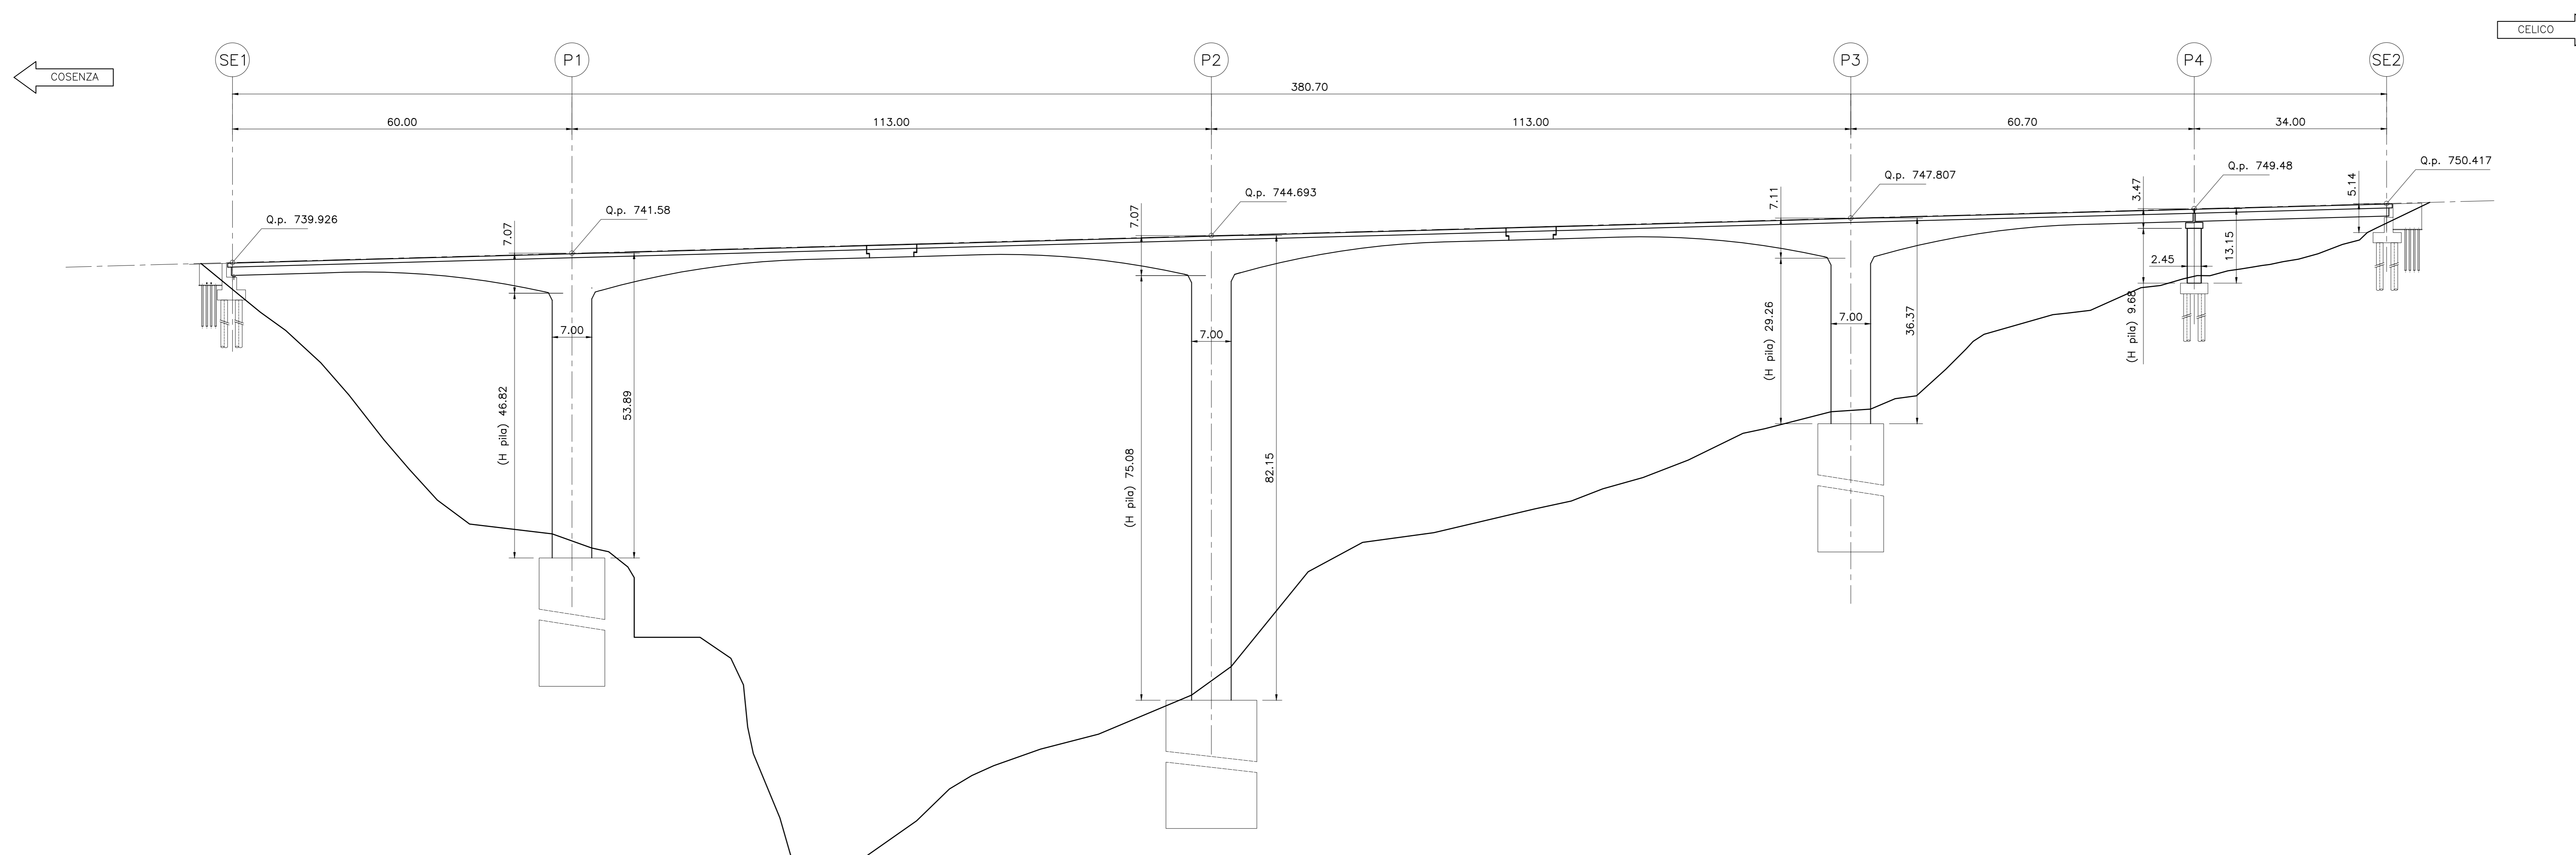 CELICO
COSENZA
SE1
P1
P2
P3
P4
SE2
380.70
60.00
113.00
113.00
60.70
34.00
Q.p. 739.926
Q.p. 741.58
Q.p. 744.693
Q.p. 747.807
Q.p. 749.48
Q.p. 750.417
7.07
7.07
7.11
3.47
5.14
7.00
7.00
7.00
2.45
(H pila) 46.82
53.89
(H pila) 75.08
82.15
(H pila) 29.26
36.37
(H pila) 9.68
13.15